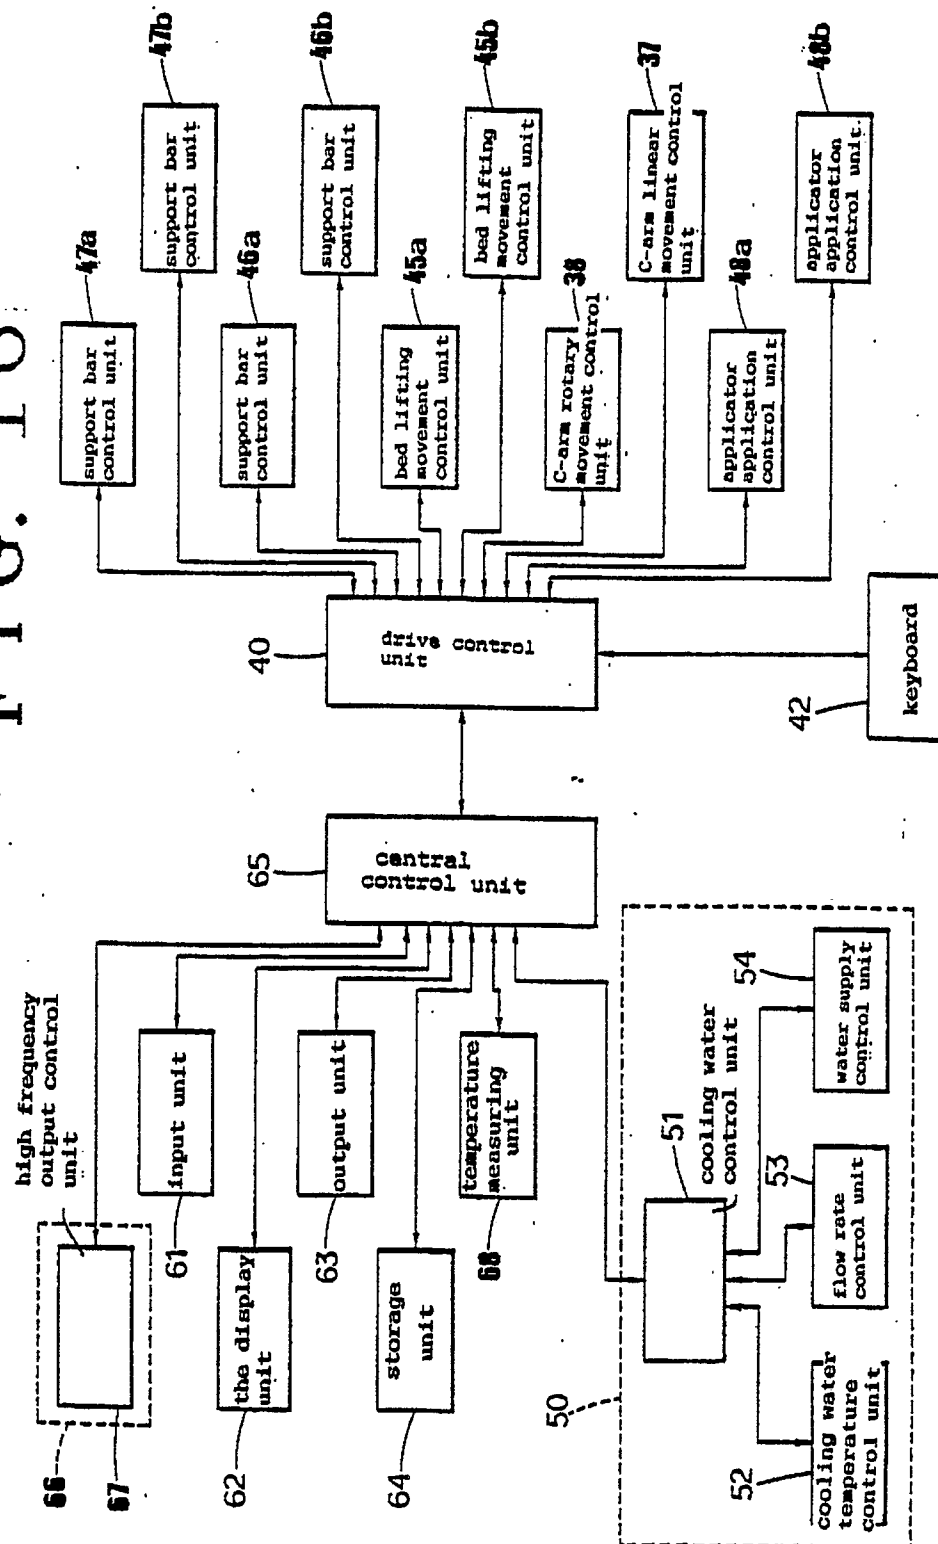 47a
support bar
control unit
47b
support bar
control unit
46a
support bar
control unit
46b
support bar
control unit
45a
bed lifting
movement
control unit
45b
bed lifting
movement
control unit
38
C-arm rotary
movement control
unit
37
C-arm linear
movement control
unit
48a
applicator
application
control unit
48b
applicator
application
control unit
40
drive control
unit
42
keyboard
65
central
control unit
high frequency
output control
unit
66
67
61
input unit
62
the display
unit
63
output unit
64
storage
unit
68
temperature
measuring
unit
50
51
cooling water
control unit
52
cooling water
temperature
control unit
53
flow rate
control unit
54
water supply
control unit